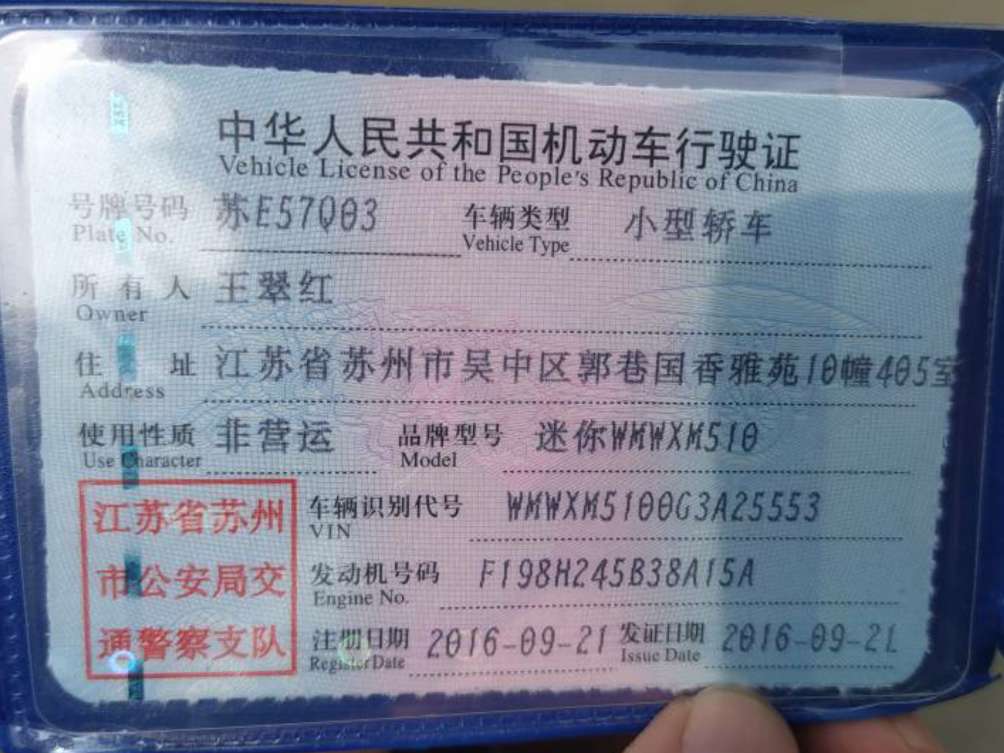 中华人民共和国机动车行驶证
Vehicle License of the People's Republic of China
号牌号码 苏E57Q03 车辆类型 小型轿车
Plate No. Vehicle Type
所有人 王翠红
Owner
住址 江苏省苏州市吴中区郭巷国香雅苑10幢405室
Address
使用性质 非营运 品牌型号 迷你WMWXM510
Use Character Model
江苏省苏州 车辆识别代号 WMWXM5100G3A25553
VIN
市公安局交 发动机号码 F198H245B38A15A
Engine No.
通警察支队 注册日期 2016-09-21 发证日期 2016-09-21
Register Date Issue Date